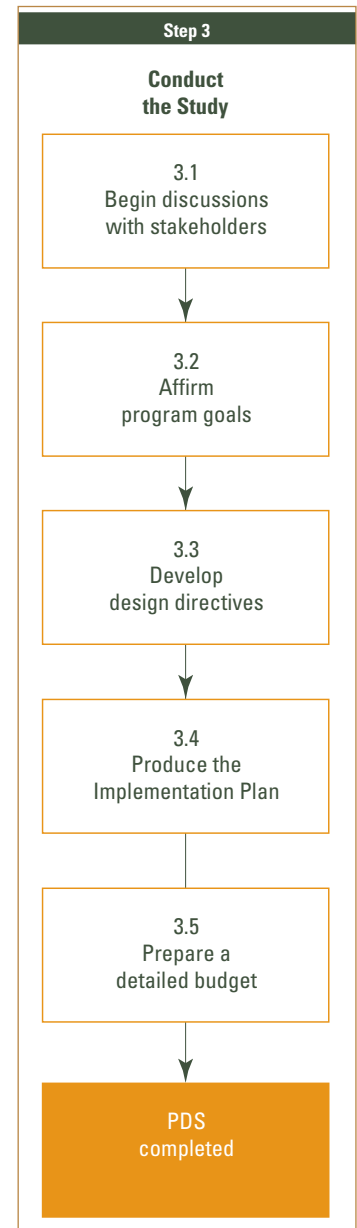 Step 3
Conduct
the Study
3.1
Begin discussions
with stakeholders
3.2
Affirm
program goals
3.3
Develop
design directives
3.4
Produce the
Implementation Plan
3.5
Prepare a
detailed budget
PDS
completed